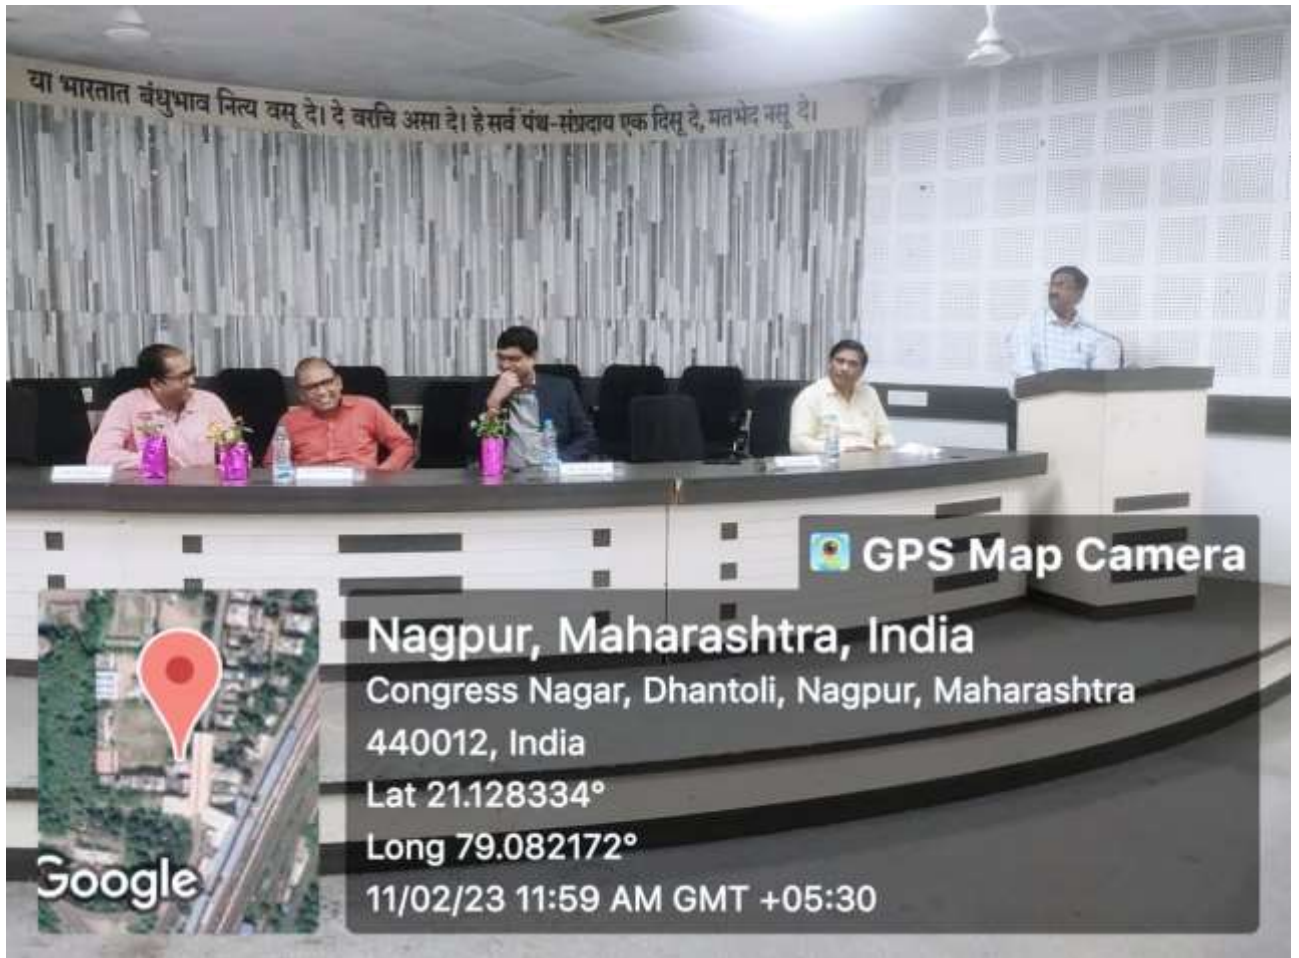 या भारतात बंधुभाव नित्य वसू दे। दे वरचि असा दे। हे सर्व पंथ-संप्रदाय एक दिसू दे, मतभेद नसू दे।
GPS Map Camera
Nagpur, Maharashtra, India
Congress Nagar, Dhantoli, Nagpur, Maharashtra
440012, India
Lat 21.128334°
Long 79.082172°
11/02/23 11:59 AM GMT +05:30
Google